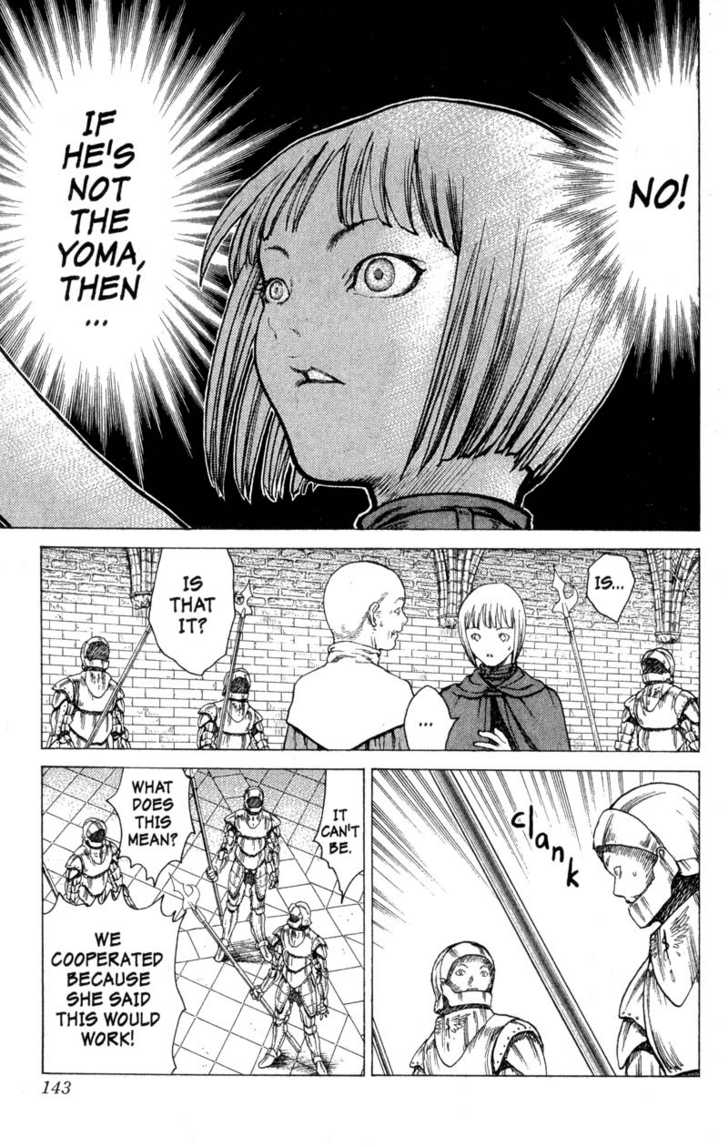 NO!
IF
HE'S
NOT
THE
YOMA,
THEN
...
IS...
IS
THAT
IT?
...
clank
IT
CAN'T
BE.
WHAT
DOES
THIS
MEAN?
WE
COOPERATED
BECAUSE
SHE SAID
THIS WOULD
WORK!
143